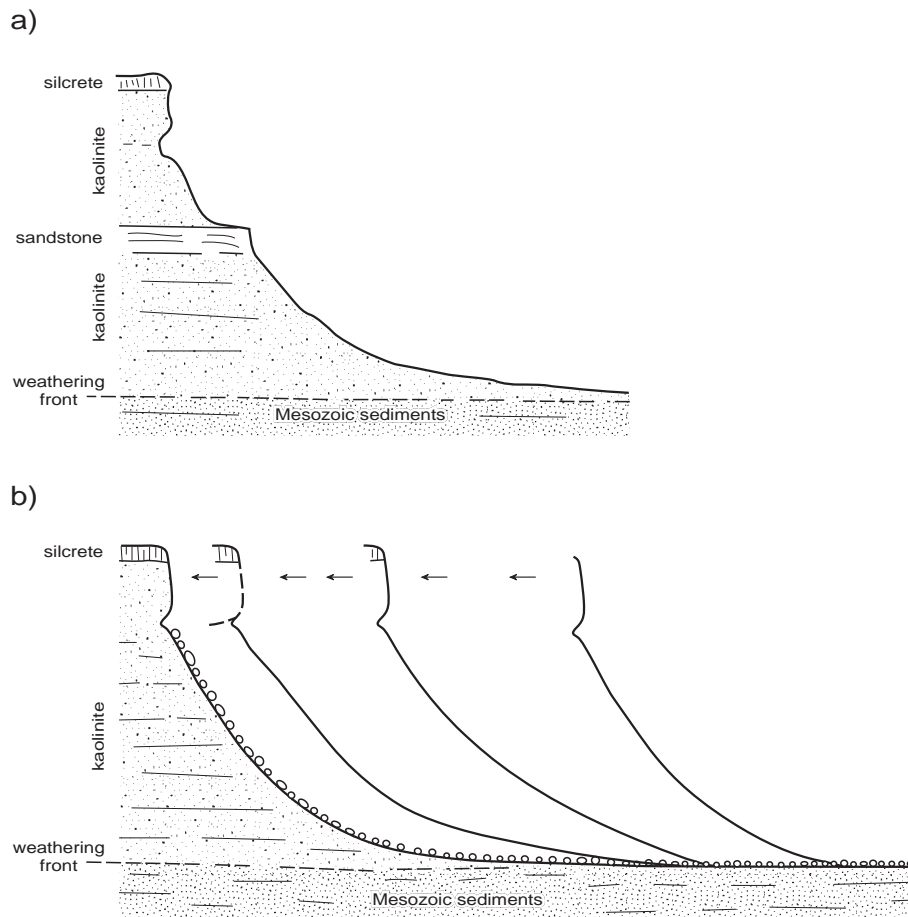 a)
silcrete
kaolinite
sandstone
kaolinite
weathering
front
Mesozoic sediments
b)
silcrete
kaolinite
weathering
front
Mesozoic sediments